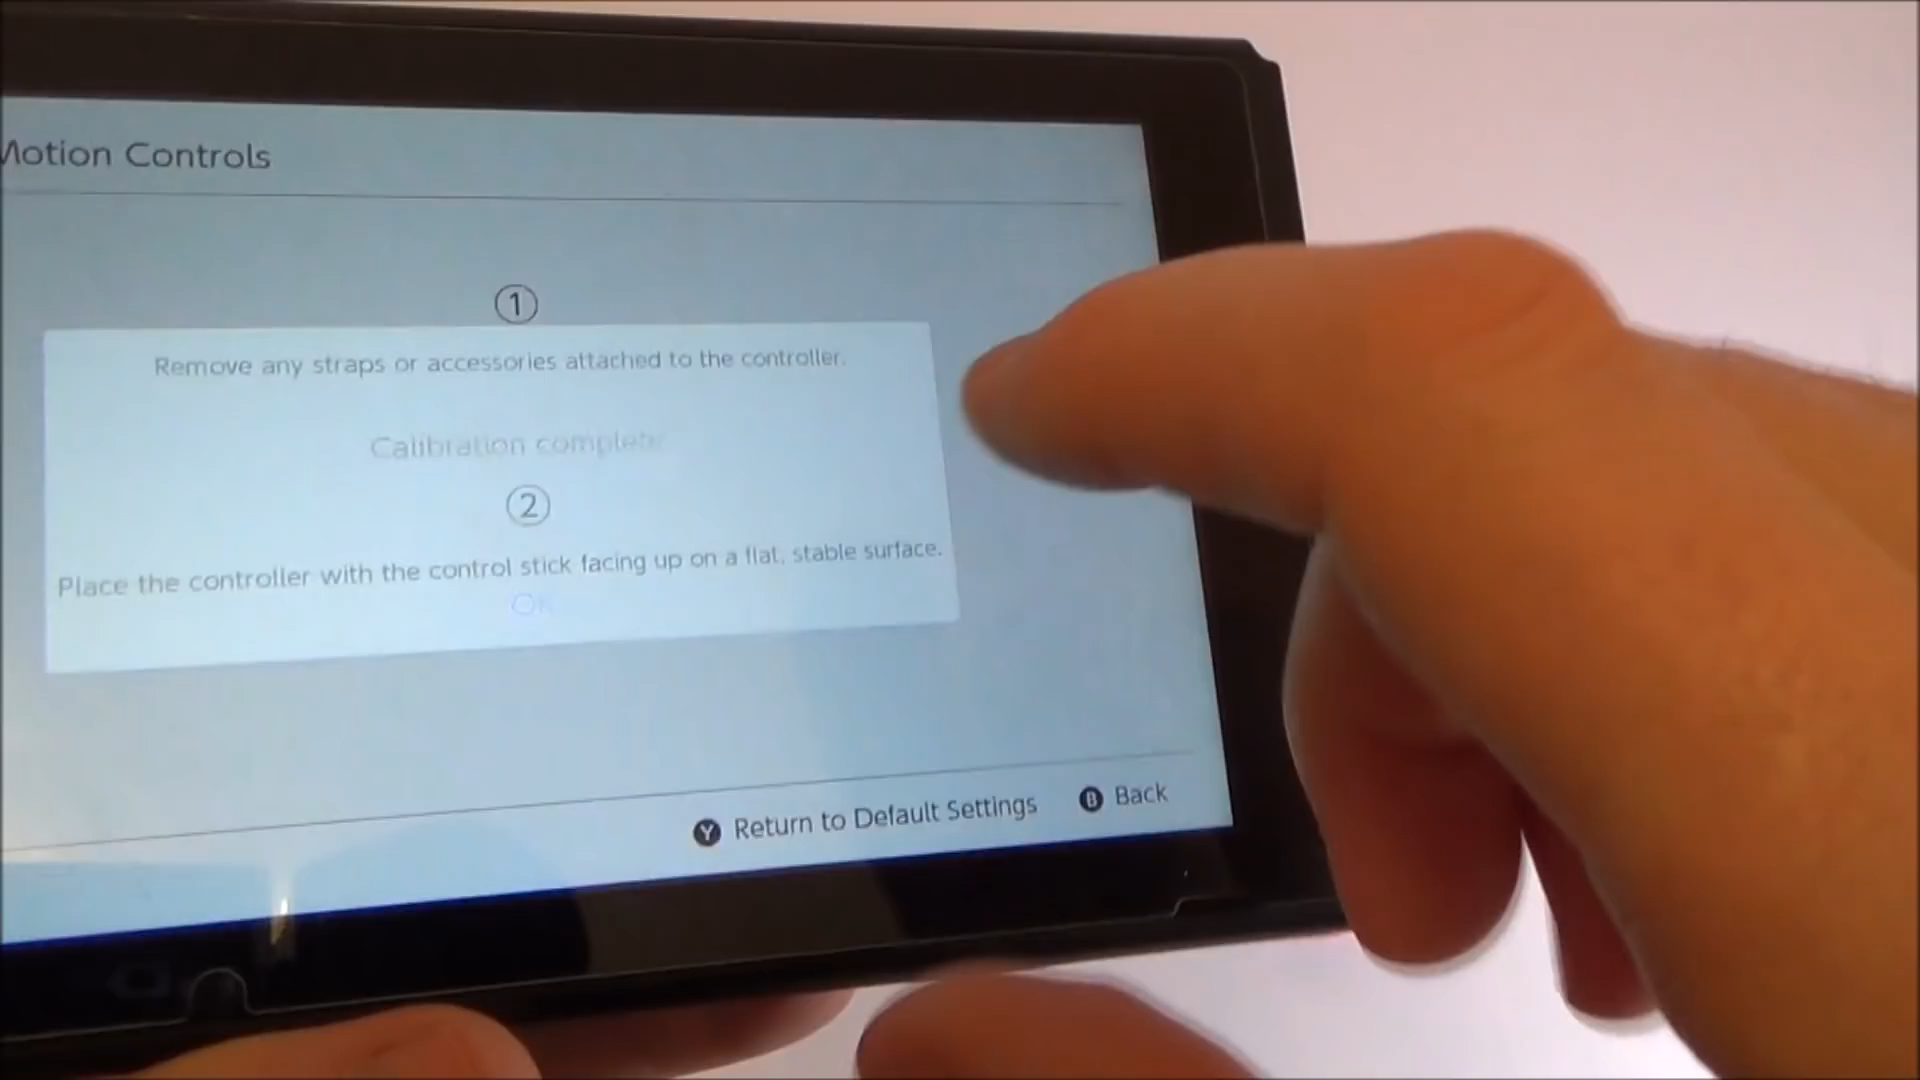 Motion Controls
①
Remove any straps or accessories attached to the controller.
Calibration complete
②
Place the controller with the control stick facing up on a flat, stable surface.
OK
Ⓨ Return to Default Settings Ⓑ Back